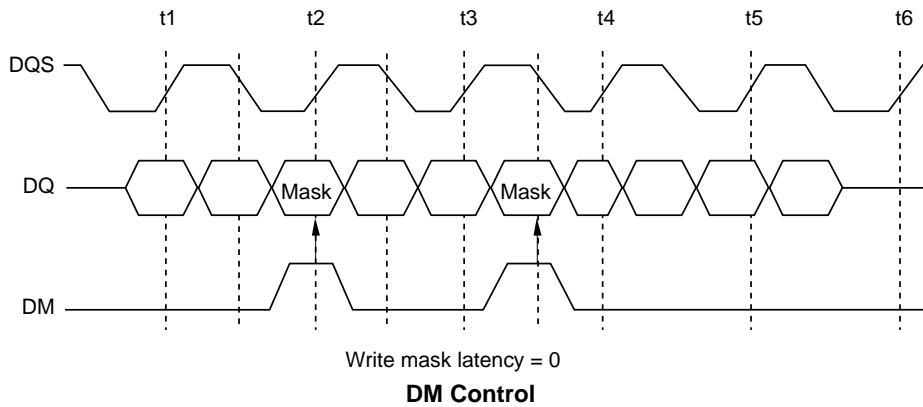 t1 t2 t3 t4 t5 t6
DQS
DQ Mask Mask
DM
Write mask latency = 0
DM Control